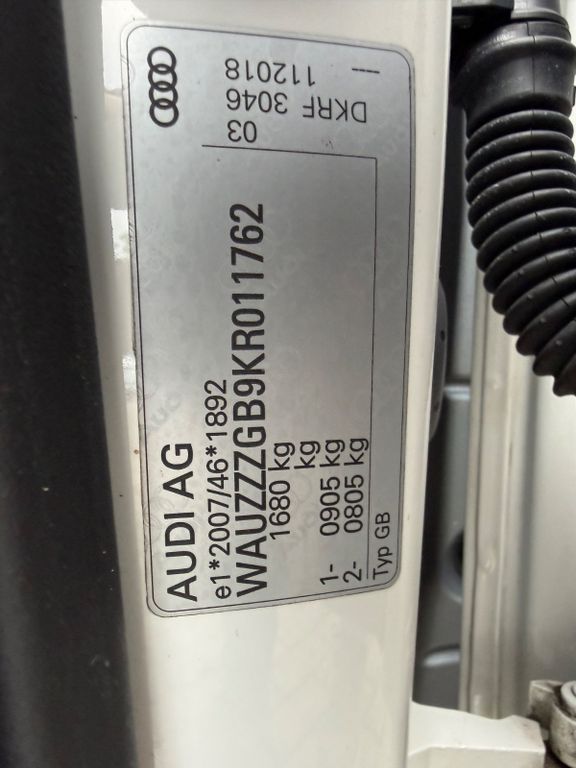 AUDI AG
e1*2007/46*1892
WAUZZZGB9KR011762
1680 kg
kg
1- 0905 kg
2- 0805 kg
Typ GB
03
DKRF 3046
112018
---